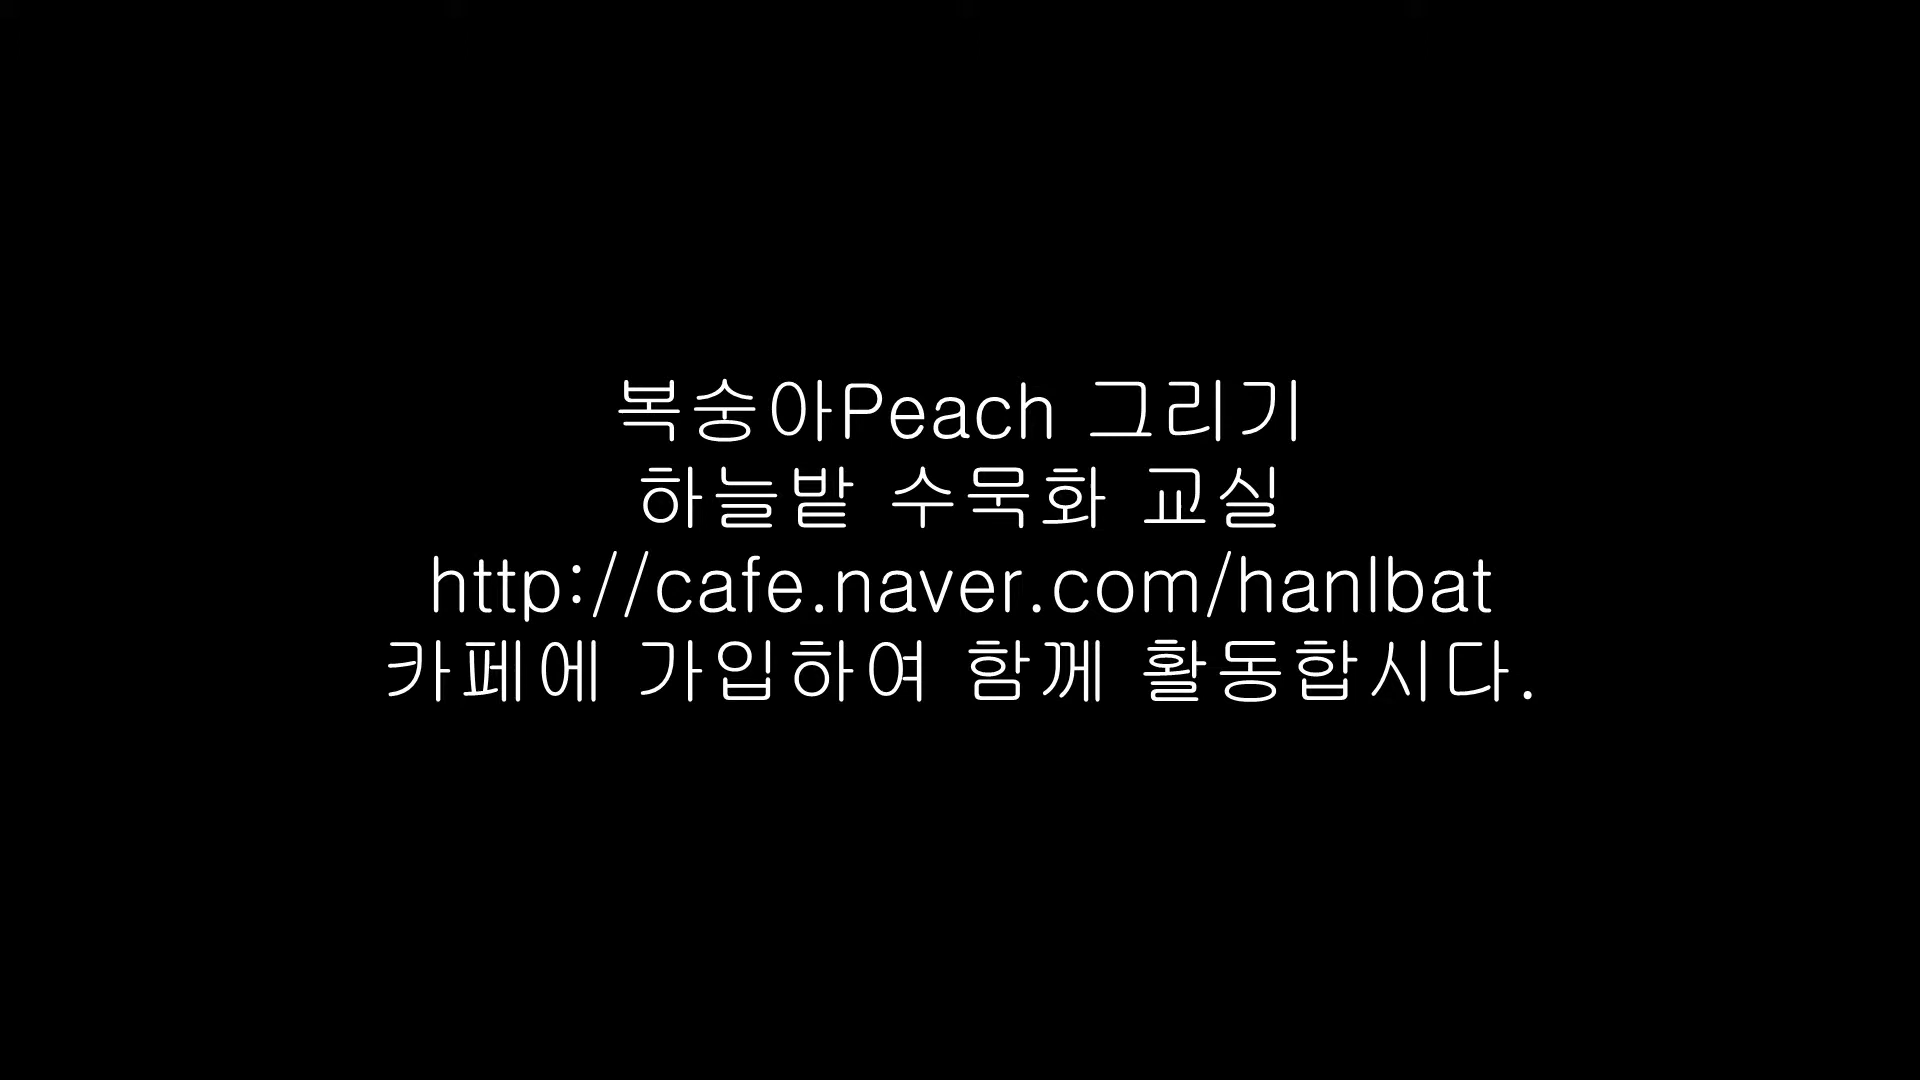 복숭아Peach 그리기
하늘밭 수묵화 교실
http://cafe.naver.com/hanlbat
카페에 가입하여 함께 활동합시다.